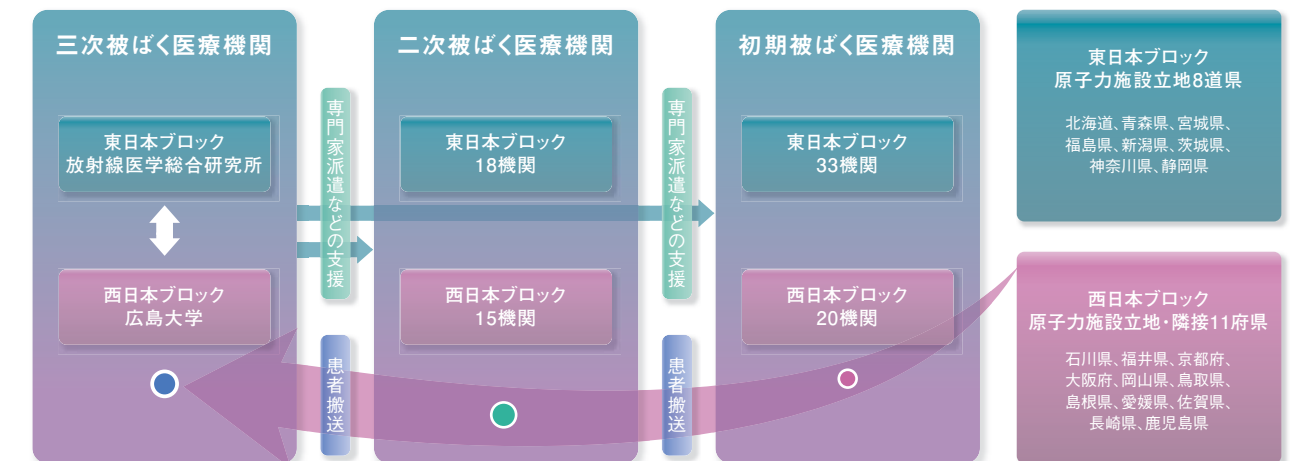 三次被ばく医療機関
東日本ブロック
放射線医学総合研究所
西日本ブロック
広島大学
専門家派遣などの支援
患者搬送
二次被ばく医療機関
東日本ブロック
18機関
西日本ブロック
15機関
専門家派遣などの支援
患者搬送
初期被ばく医療機関
東日本ブロック
33機関
西日本ブロック
20機関
東日本ブロック
原子力施設立地8道県
北海道、青森県、宮城県、
福島県、新潟県、茨城県、
神奈川県、静岡県
西日本ブロック
原子力施設立地・隣接11府県
石川県、福井県、京都府、
大阪府、岡山県、鳥取県、
島根県、愛媛県、佐賀県、
長崎県、鹿児島県